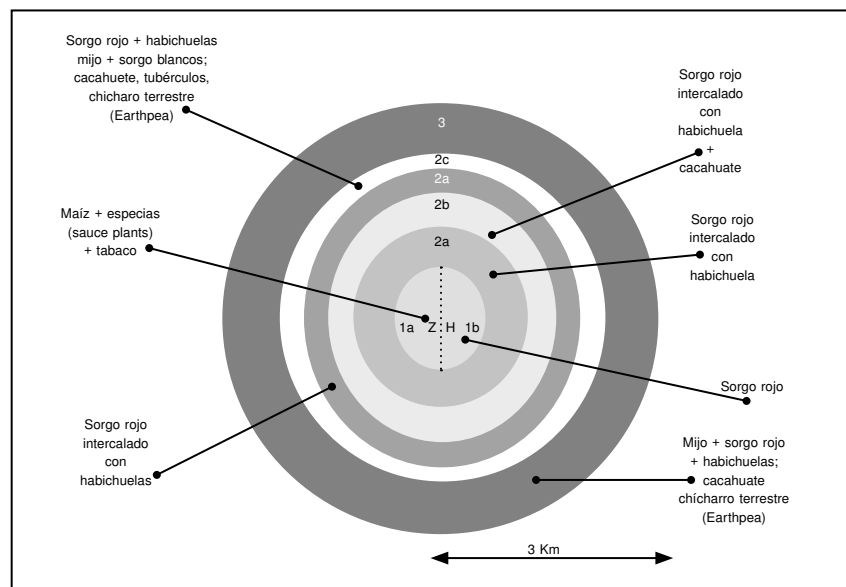 Sorgo rojo + habichuelas
mijo + sorgo blancos;
cacahuete, tubérculos,
chicharo terrestre
(Earthpea)
Sorgo rojo
intercalado
con
habichuela
+
cacahuate
3
2c
2a
2b
2a
Maíz + especias
(sauce plants)
+ tabaco
Sorgo rojo
intercalado
con
habichuela
1a Z H 1b
Sorgo rojo
Sorgo rojo
intercalado
con
habichuelas
Mijo + sorgo rojo
+ habichuelas;
cacahuate
chícharro terrestre
(Earthpea)
3 Km